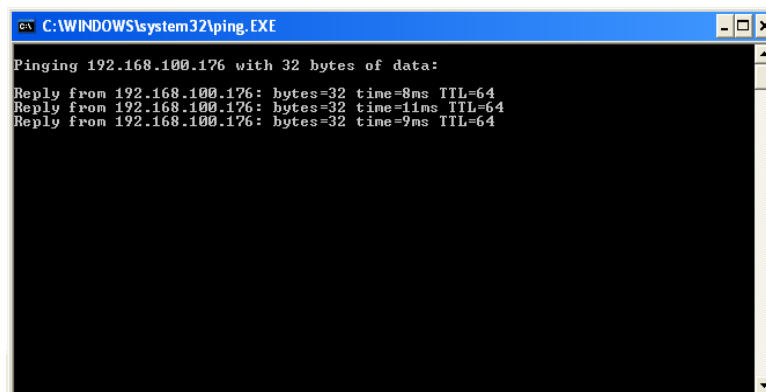 C:\WINDOWS\system32\ping.EXE
Pinging 192.168.100.176 with 32 bytes of data:
Reply from 192.168.100.176: bytes=32 time=8ms TTL=64
Reply from 192.168.100.176: bytes=32 time=11ms TTL=64
Reply from 192.168.100.176: bytes=32 time=9ms TTL=64